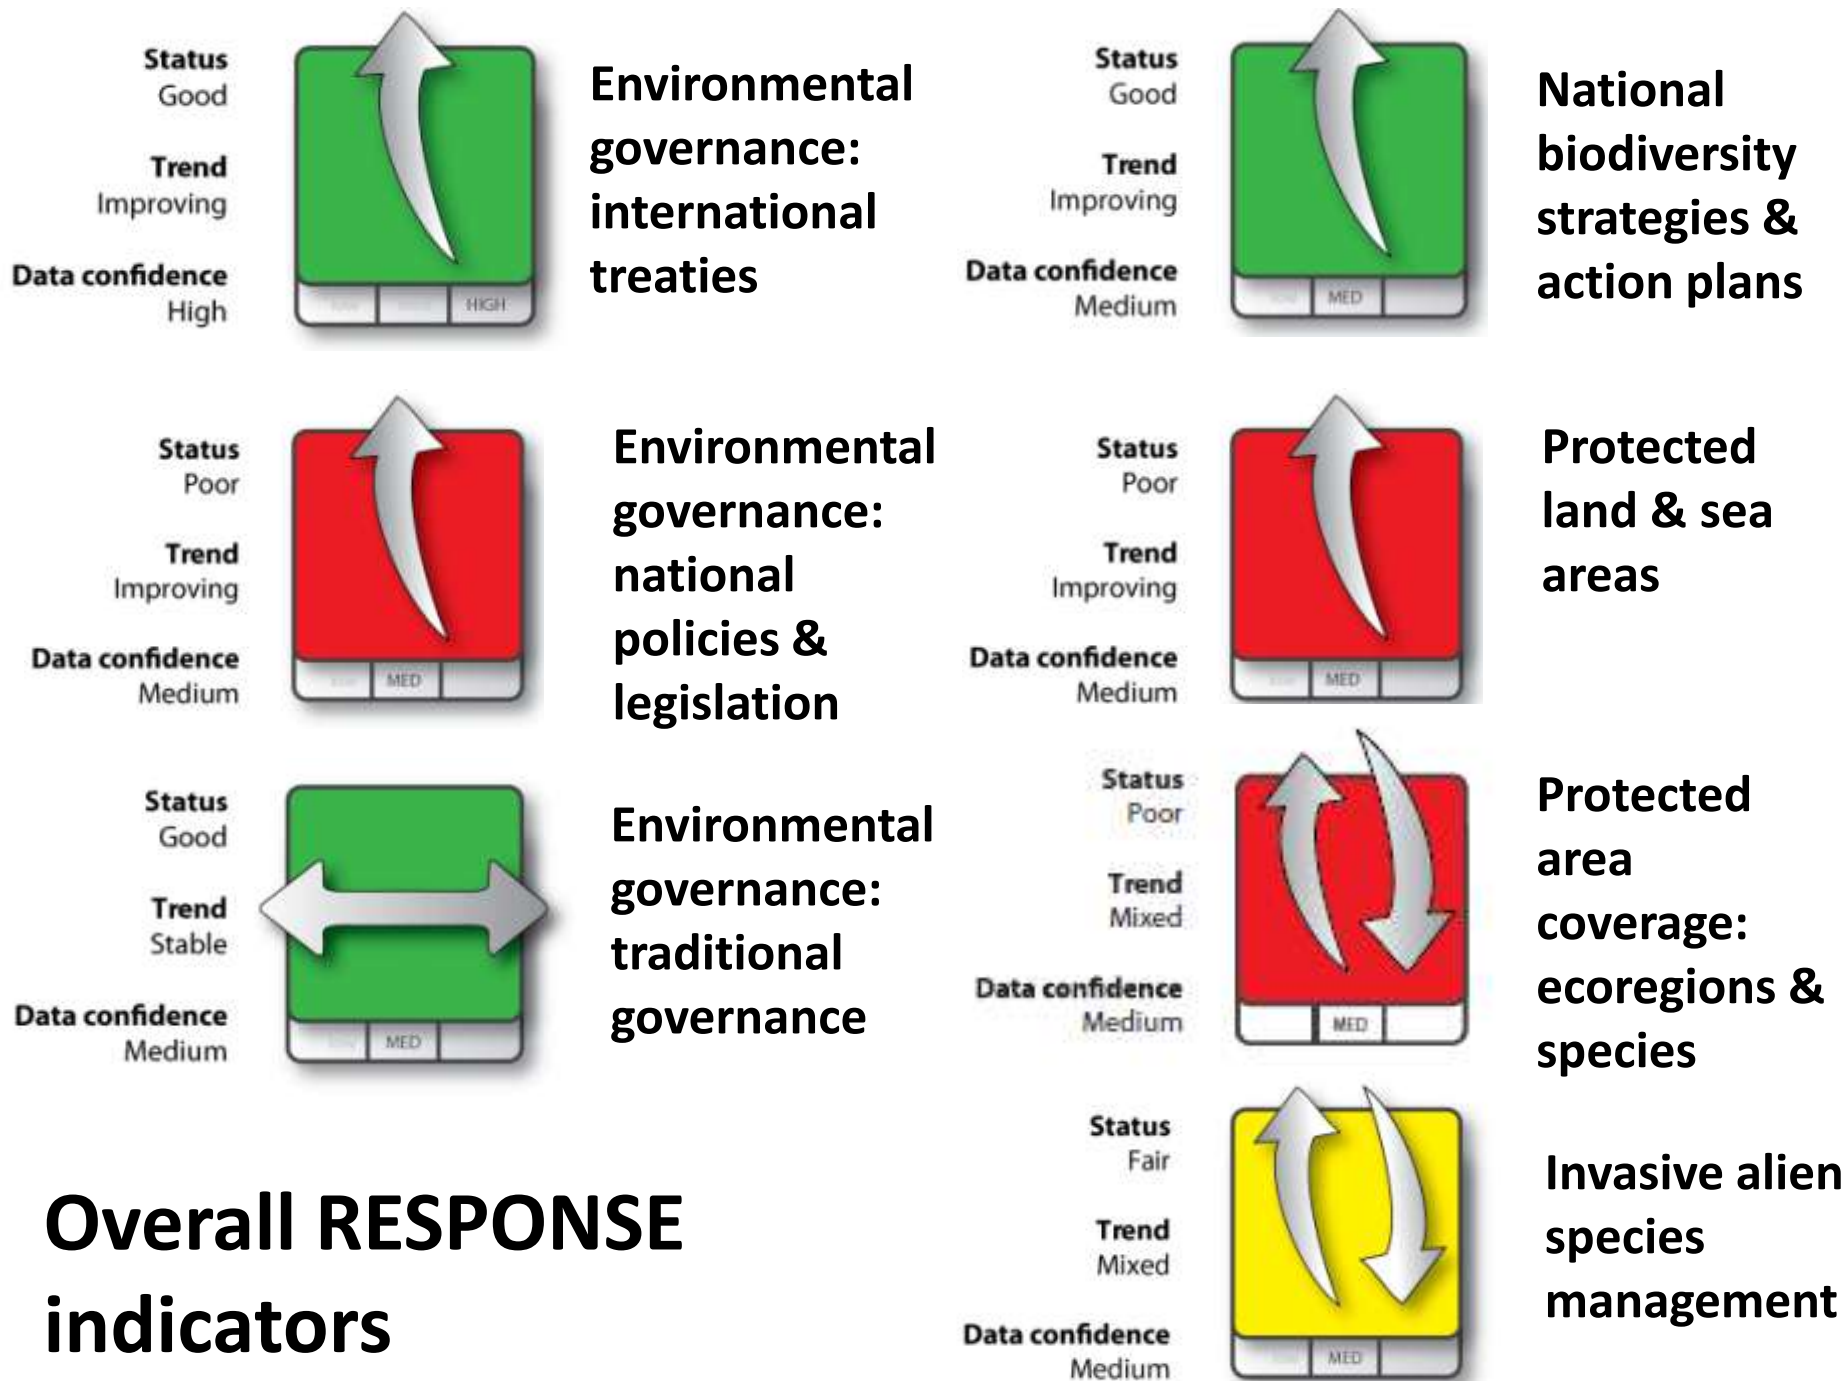 Status
Good
Trend
Improving
Data confidence
High
HIGH
Environmental
governance:
international
treaties
Status
Good
Trend
Improving
Data confidence
Medium
MED
National
biodiversity
strategies &
action plans
Status
Poor
Trend
Improving
Data confidence
Medium
MED
Environmental
governance:
national
policies &
legislation
Status
Poor
Trend
Improving
Data confidence
Medium
MED
Protected
land & sea
areas
Status
Good
Trend
Stable
Data confidence
Medium
MED
Environmental
governance:
traditional
governance
Status
Poor
Trend
Mixed
Data confidence
Medium
MED
Protected
area
coverage:
ecoregions &
species
Status
Fair
Trend
Mixed
Data confidence
Medium
MED
Invasive alien
species
management
Overall RESPONSE
indicators